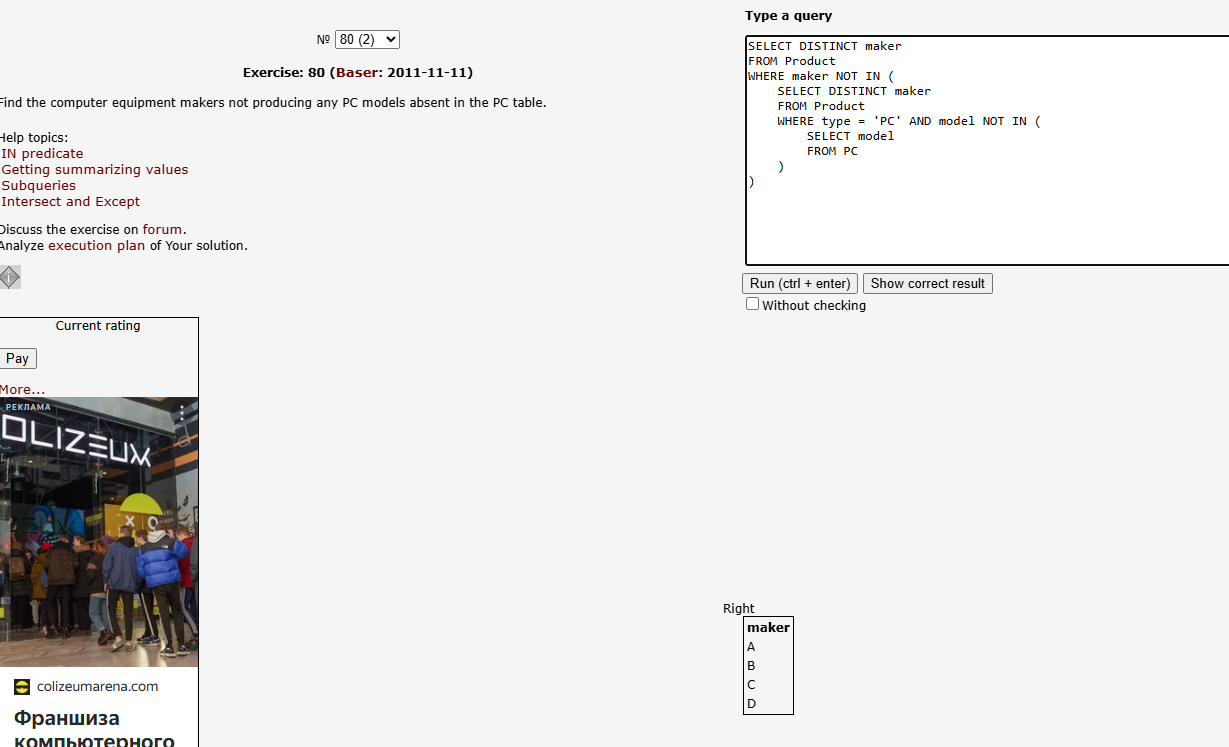 № 80 (2)
Exercise: 80 (Baser: 2011-11-11)
Find the computer equipment makers not producing any PC models absent in the PC table.
Help topics:
IN predicate
Getting summarizing values
Subqueries
Intersect and Except
Discuss the exercise on forum.
Analyze execution plan of Your solution.
Current rating
Pay
More...
РЕКЛАМА
OLIZEUM
colizeumarena.com
Франшиза
компьютерного
Type a query
SELECT DISTINCT maker
FROM Product
WHERE maker NOT IN (
    SELECT DISTINCT maker
    FROM Product
    WHERE type = 'PC' AND model NOT IN (
        SELECT model
        FROM PC
    )
)
Run (ctrl + enter) Show correct result
Without checking
Right
maker
A
B
C
D